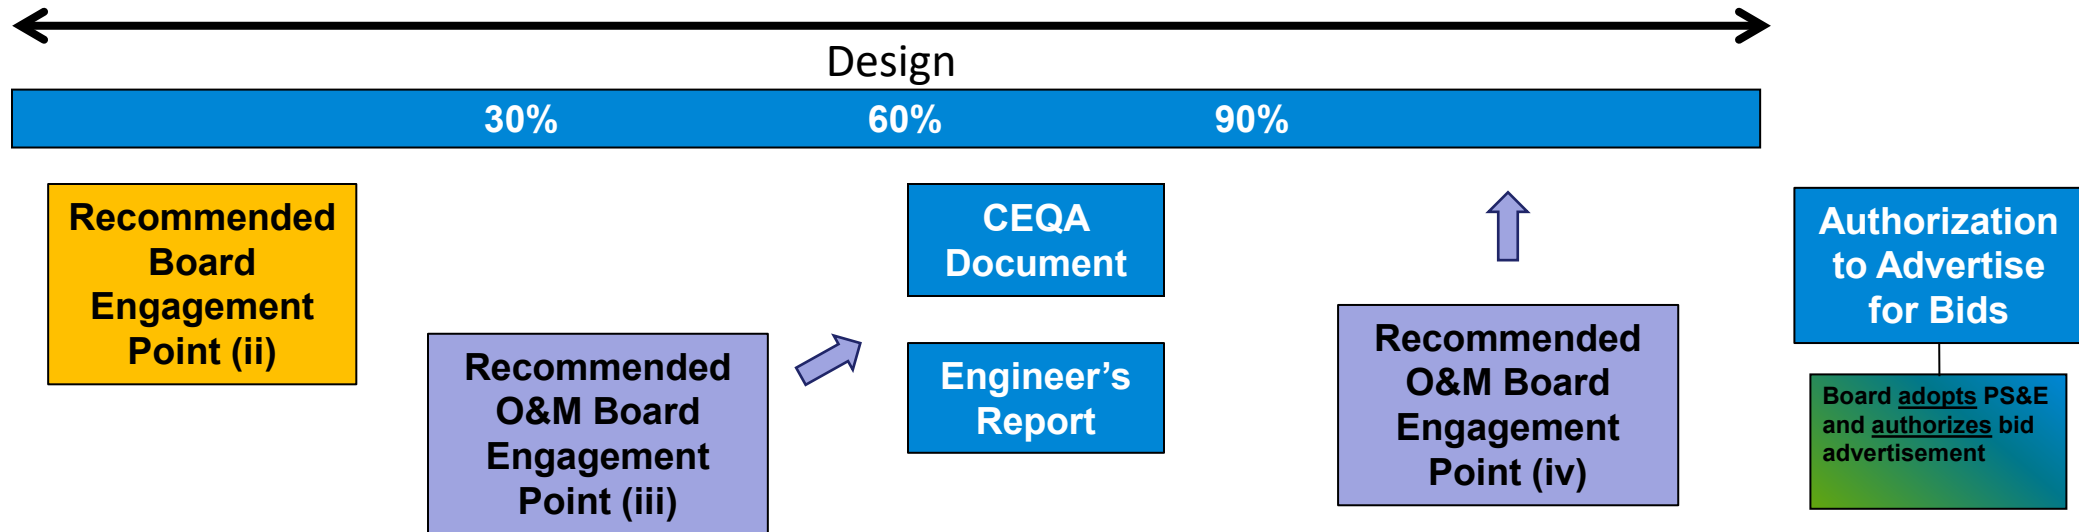 Design
30% 60% 90%
Recommended
Board
Engagement
Point (ii)
Recommended
O&M Board
Engagement
Point (iii)
CEQA
Document
Engineer’s
Report
Recommended
O&M Board
Engagement
Point (iv)
Authorization
to Advertise
for Bids
Board adopts PS&E
and authorizes bid
advertisement